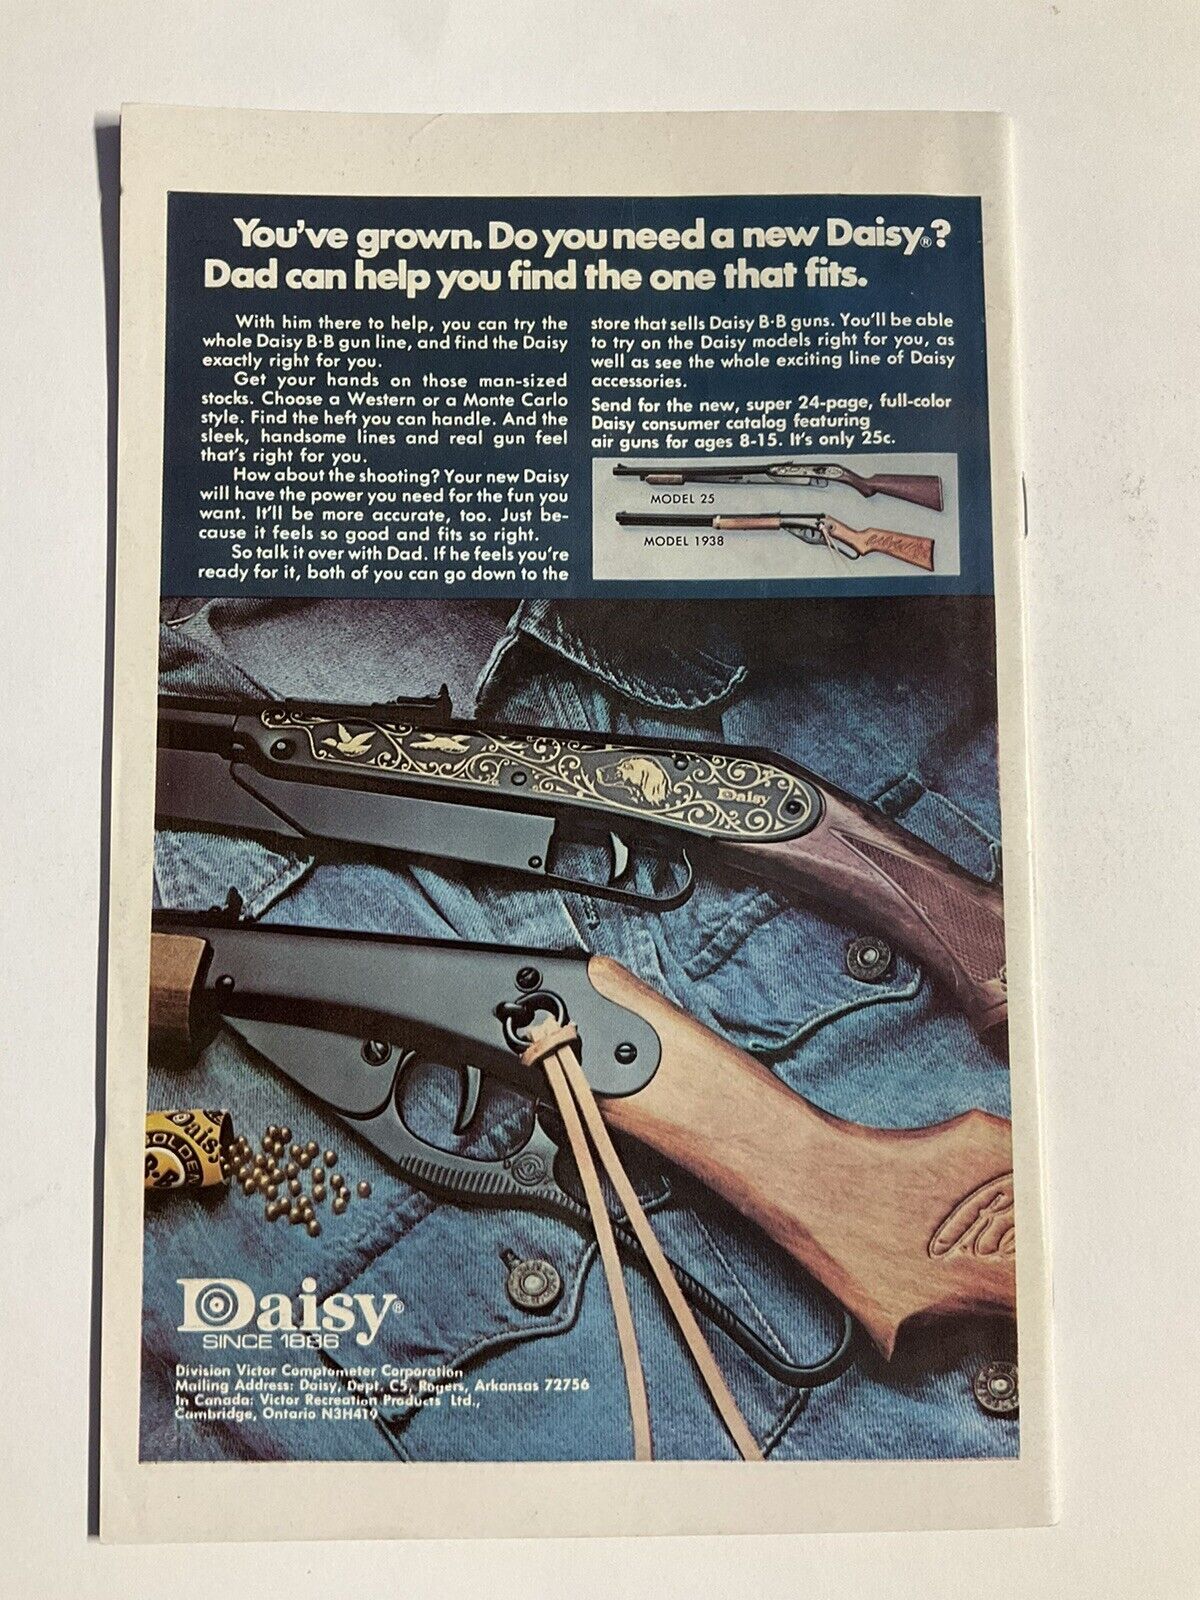 You've grown. Do you need a new Daisy®?
Dad can help you find the one that fits.
With him there to help, you can try the
whole Daisy B·B gun line, and find the Daisy
exactly right for you.
Get your hands on those man-sized
stocks. Choose a Western or a Monte Carlo
style. Find the heft you can handle. And the
sleek, handsome lines and real gun feel
that's right for you.
How about the shooting? Your new Daisy
will have the power you need for the fun you
want. It'll be more accurate, too. Just be-
cause it feels so good and fits so right.
So talk it over with Dad. If he feels you're
ready for it, both of you can go down to the
store that sells Daisy B·B guns. You'll be able
to try on the Daisy models right for you, as
well as see the whole exciting line of Daisy
accessories.
Send for the new, super 24-page, full-color
Daisy consumer catalog featuring
air guns for ages 8-15. It's only 25c.
MODEL 25
MODEL 1938
Daisy
Daisy
GOLDEN
B·B
Daisy®
SINCE 1886
Division Victor Comptometer Corporation
Mailing Address: Daisy, Dept. C5, Rogers, Arkansas 72756
In Canada: Victor Recreation Products Ltd.,
Cambridge, Ontario N3H419